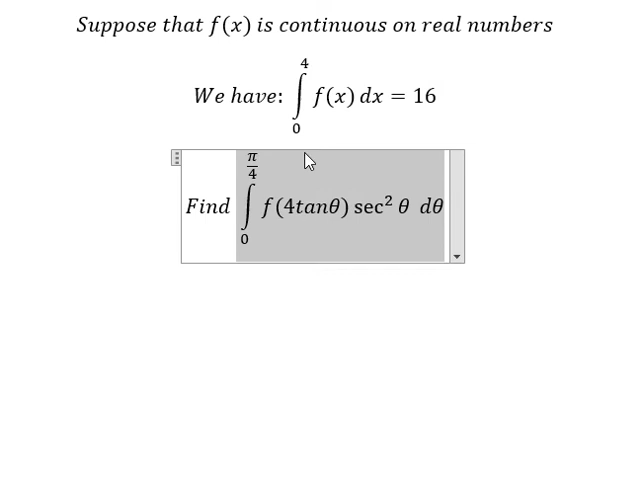 Suppose that f(x) is continuous on real numbers
We have: ∫₀⁴ f(x) dx = 16
Find ∫₀^(π/4) f(4tanθ) sec² θ dθ